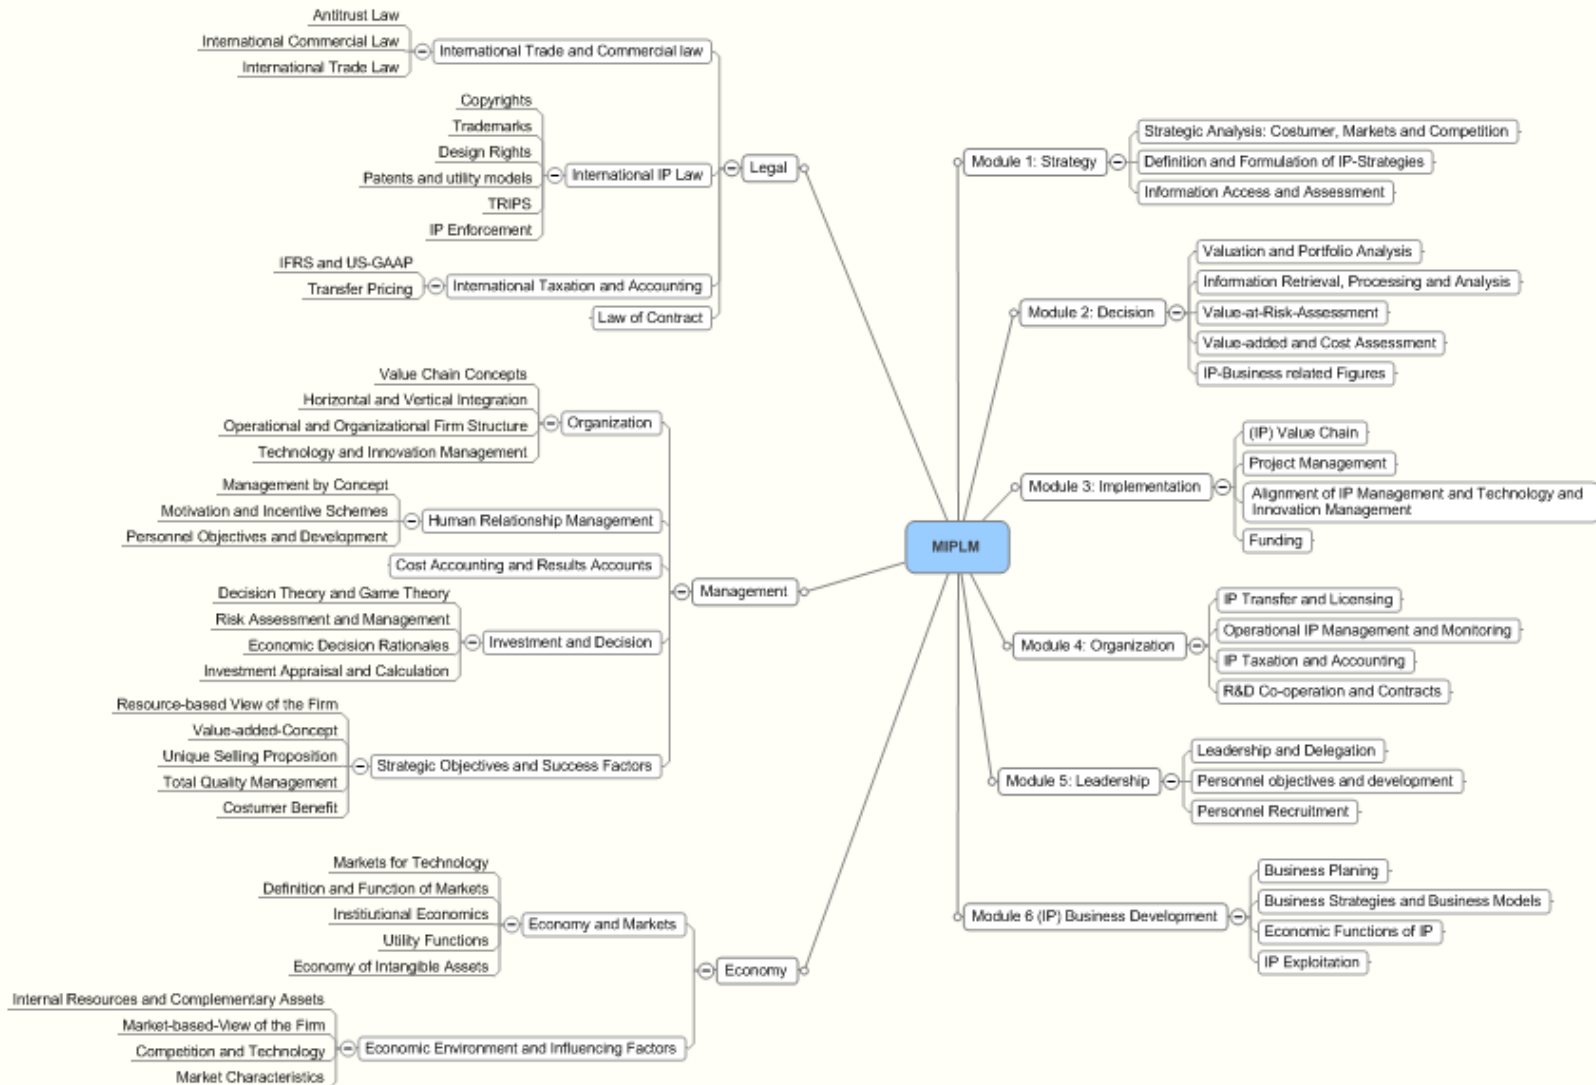 Antitrust Law
International Commercial Law
International Trade Law
International Trade and Commercial law
Copyrights
Trademarks
Design Rights
Patents and utility models
TRIPS
IP Enforcement
International IP Law
IFRS and US-GAAP
Transfer Pricing
International Taxation and Accounting
Law of Contract
Legal
Value Chain Concepts
Horizontal and Vertical Integration
Operational and Organizational Firm Structure
Technology and Innovation Management
Organization
Management by Concept
Motivation and Incentive Schemes
Personnel Objectives and Development
Human Relationship Management
Cost Accounting and Results Accounts
Decision Theory and Game Theory
Risk Assessment and Management
Economic Decision Rationales
Investment Appraisal and Calculation
Investment and Decision
Resource-based View of the Firm
Value-added-Concept
Unique Selling Proposition
Total Quality Management
Costumer Benefit
Strategic Objectives and Success Factors
Management
Markets for Technology
Definition and Function of Markets
Institiutional Economics
Utility Functions
Economy of Intangible Assets
Economy and Markets
Internal Resources and Complementary Assets
Market-based-View of the Firm
Competition and Technology
Market Characteristics
Economic Environment and Influencing Factors
Economy
MIPLM
Module 1: Strategy
Strategic Analysis: Costumer, Markets and Competition
Definition and Formulation of IP-Strategies
Information Access and Assessment
Module 2: Decision
Valuation and Portfolio Analysis
Information Retrieval, Processing and Analysis
Value-at-Risk-Assessment
Value-added and Cost Assessment
IP-Business related Figures
Module 3: Implementation
(IP) Value Chain
Project Management
Alignment of IP Management and Technology and
Innovation Management
Funding
Module 4: Organization
IP Transfer and Licensing
Operational IP Management and Monitoring
IP Taxation and Accounting
R&D Co-operation and Contracts
Module 5: Leadership
Leadership and Delegation
Personnel objectives and development
Personnel Recruitment
Module 6 (IP) Business Development
Business Planing
Business Strategies and Business Models
Economic Functions of IP
IP Exploitation